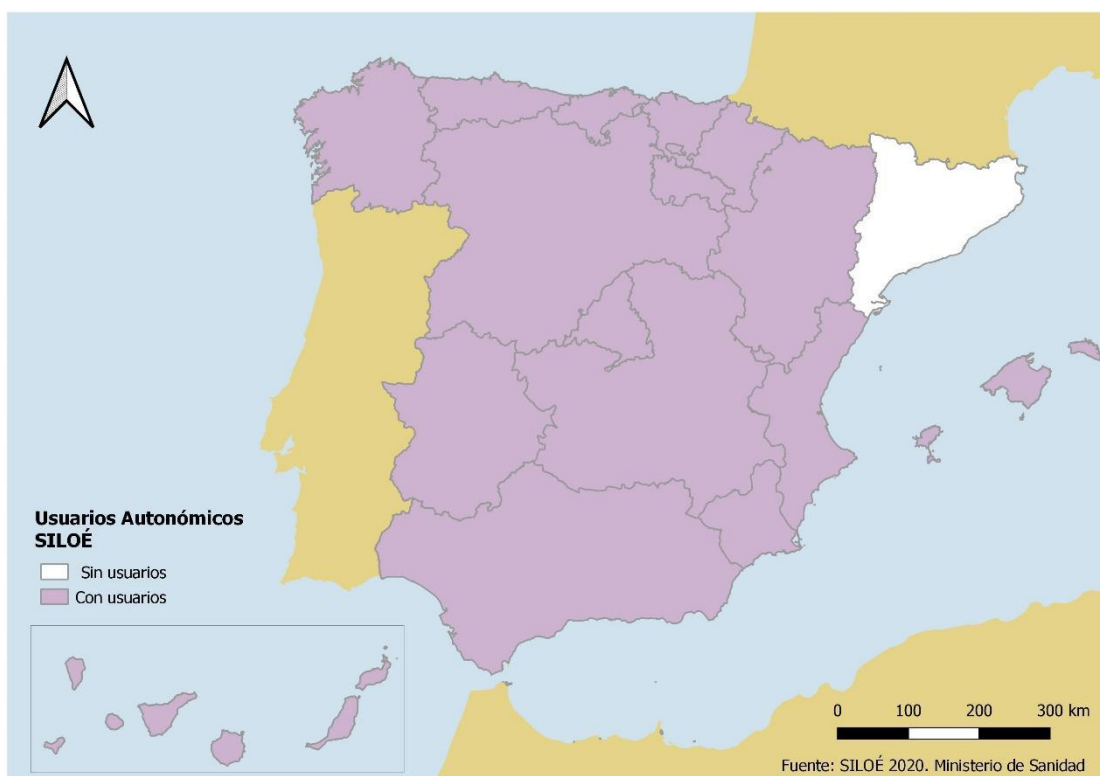 Usuarios Autonómicos
SILOÉ
Sin usuarios
Con usuarios
0 100 200 300 km
Fuente: SILOÉ 2020. Ministerio de Sanidad